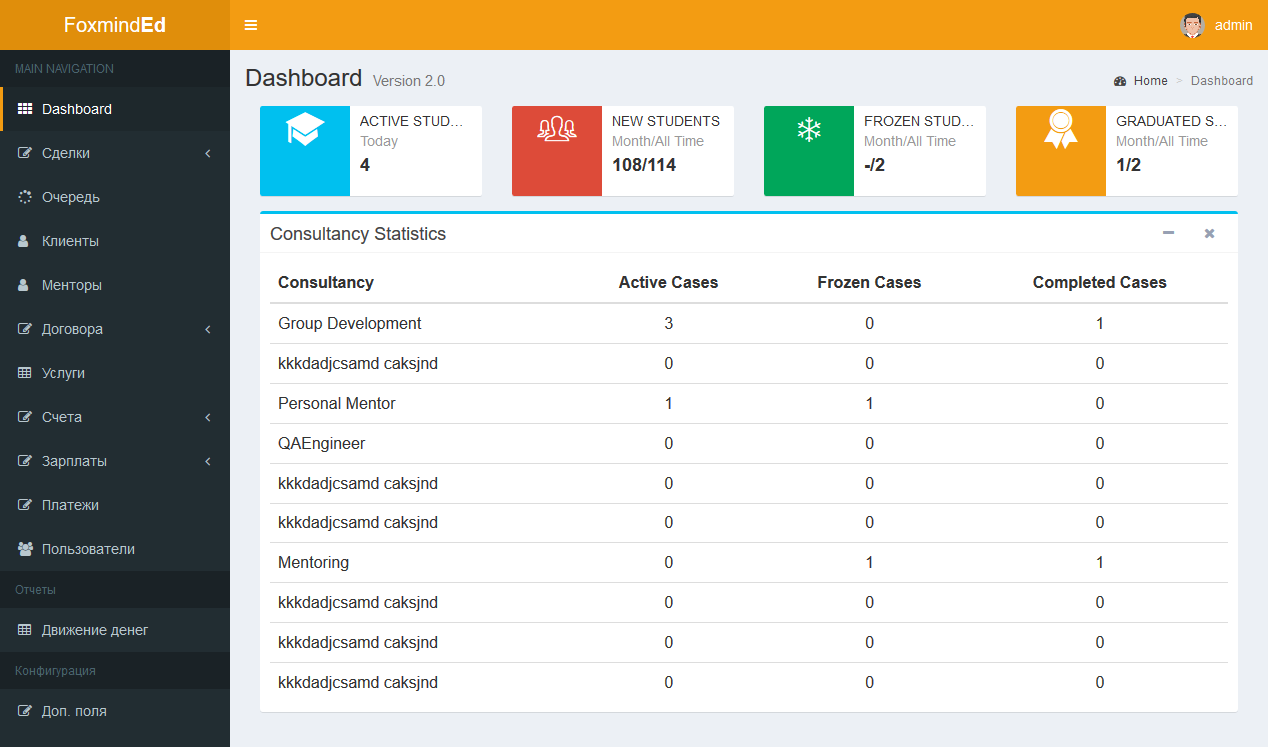 FoxmindEd
admin
MAIN NAVIGATION
Dashboard
Сделки
Очередь
Клиенты
Менторы
Договора
Услуги
Счета
Зарплаты
Платежи
Пользователи
Отчеты
Движение денег
Конфигурация
Доп. поля
Dashboard Version 2.0
Home > Dashboard
ACTIVE STUD...
Today
4
NEW STUDENTS
Month/All Time
108/114
FROZEN STUD...
Month/All Time
-/2
GRADUATED S...
Month/All Time
1/2
Consultancy Statistics
Consultancy Active Cases Frozen Cases Completed Cases
Group Development 3 0 1
kkkdadjcsamd caksjnd 0 0 0
Personal Mentor 1 1 0
QAEngineer 0 0 0
kkkdadjcsamd caksjnd 0 0 0
kkkdadjcsamd caksjnd 0 0 0
Mentoring 0 1 1
kkkdadjcsamd caksjnd 0 0 0
kkkdadjcsamd caksjnd 0 0 0
kkkdadjcsamd caksjnd 0 0 0